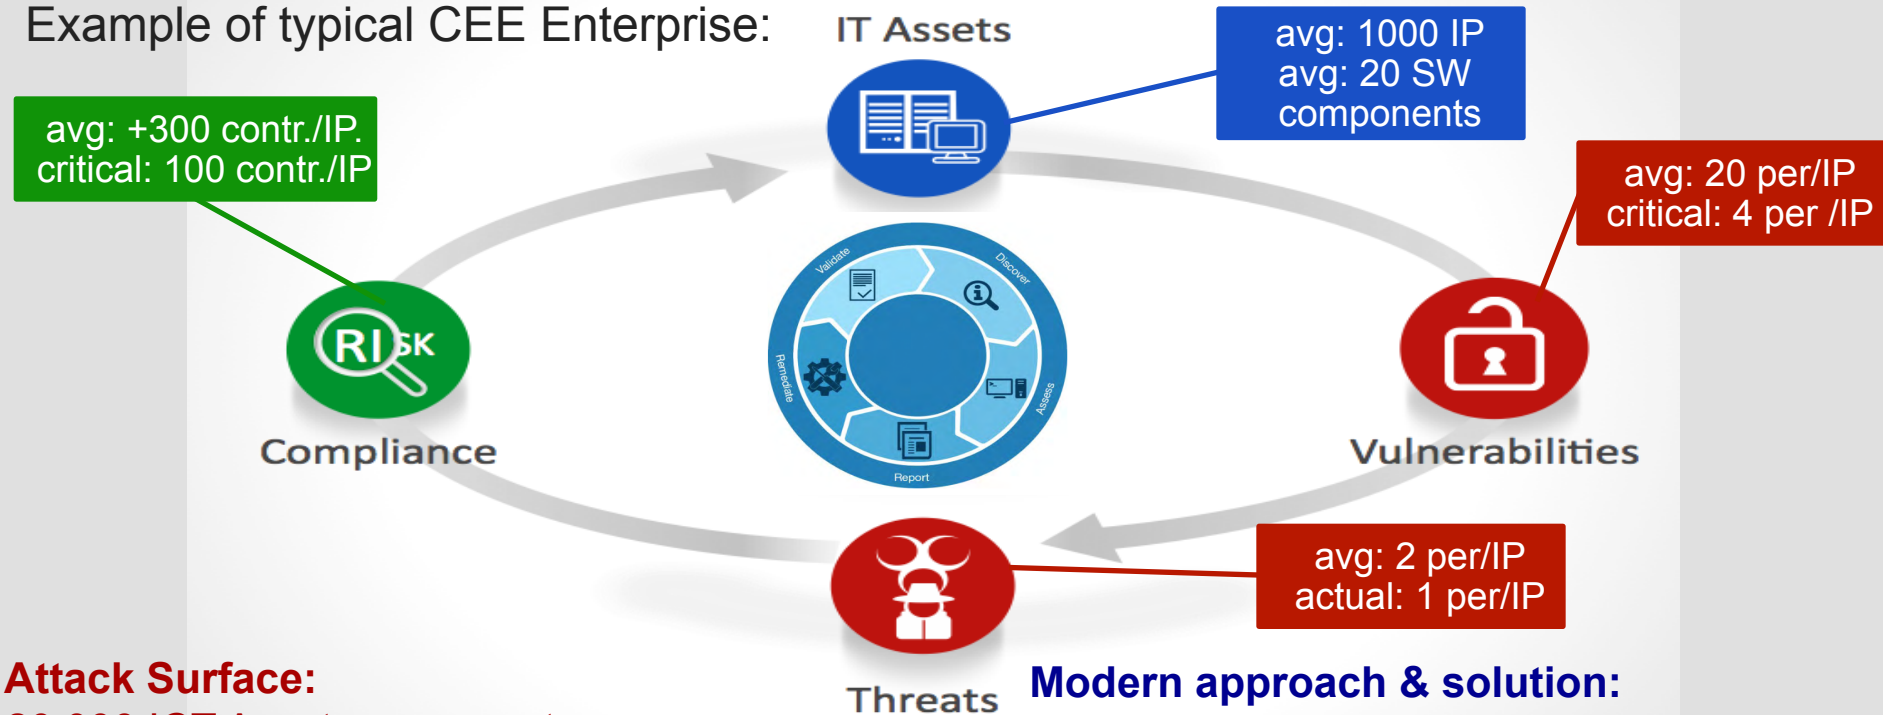 Example of typical CEE Enterprise:
IT Assets
avg: 1000 IP
avg: 20 SW
components
avg: +300 contr./IP.
critical: 100 contr./IP
avg: 20 per/IP
critical: 4 per /IP
Validate
Discover
Remediate
Assess
Report
RISK
Compliance
Vulnerabilities
avg: 2 per/IP
actual: 1 per/IP
Attack Surface:
Threats
Modern approach & solution: